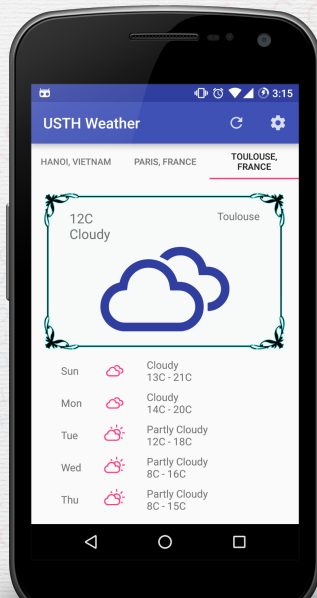 3:15
USTH Weather
HANOI, VIETNAM
PARIS, FRANCE
TOULOUSE,
FRANCE
12C
Cloudy
Toulouse
Sun
Cloudy
13C - 21C
Mon
Cloudy
14C - 20C
Tue
Partly Cloudy
12C - 18C
Wed
Partly Cloudy
8C - 16C
Thu
Partly Cloudy
8C - 15C